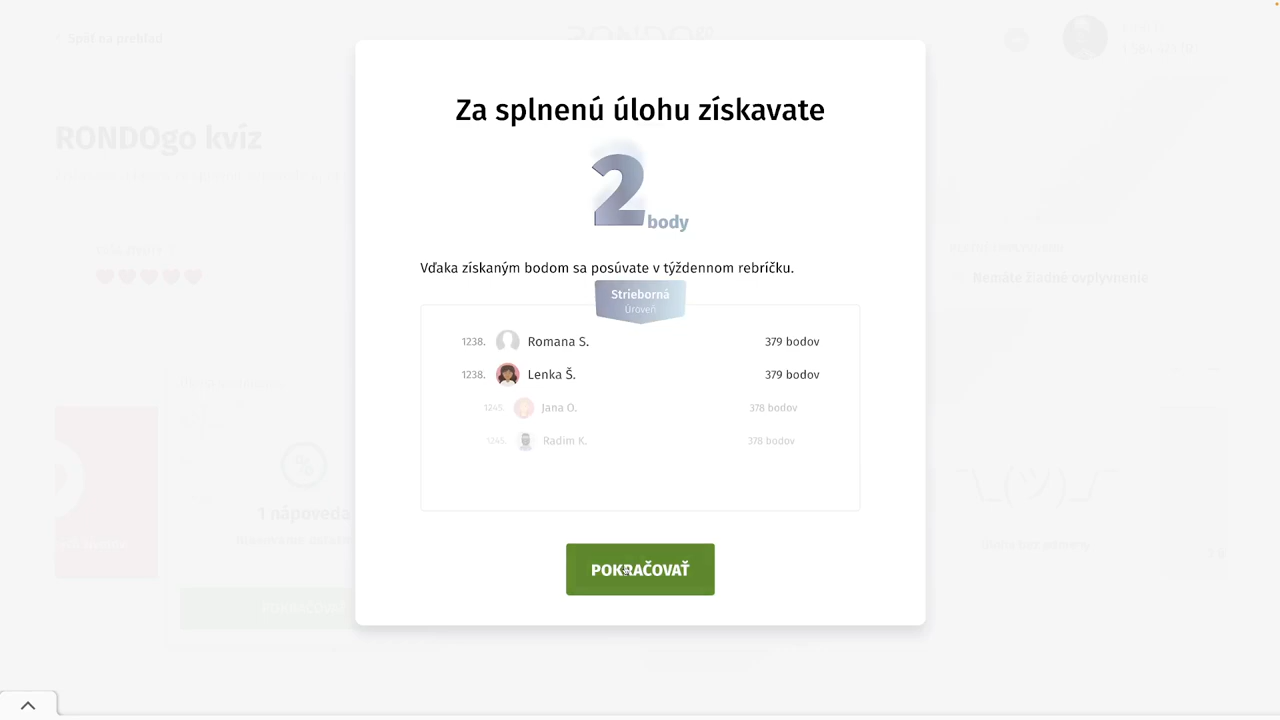 Späť na prehľad
Za splnenú úlohu získavate
RONDOgo kvíz
2 body
Vďaka získaným bodom sa posúvate v týždennom rebríčku.
Nemáte žiadne ovplyvnenie
Strieborná
Úroveň
1238. Romana S. 379 bodov
1238. Lenka Š. 379 bodov
1245. Jana O. 378 bodov
1245. Radim K. 378 bodov
1 nápoveda
¯\_(ツ)_/¯
POKRAČOVAŤ